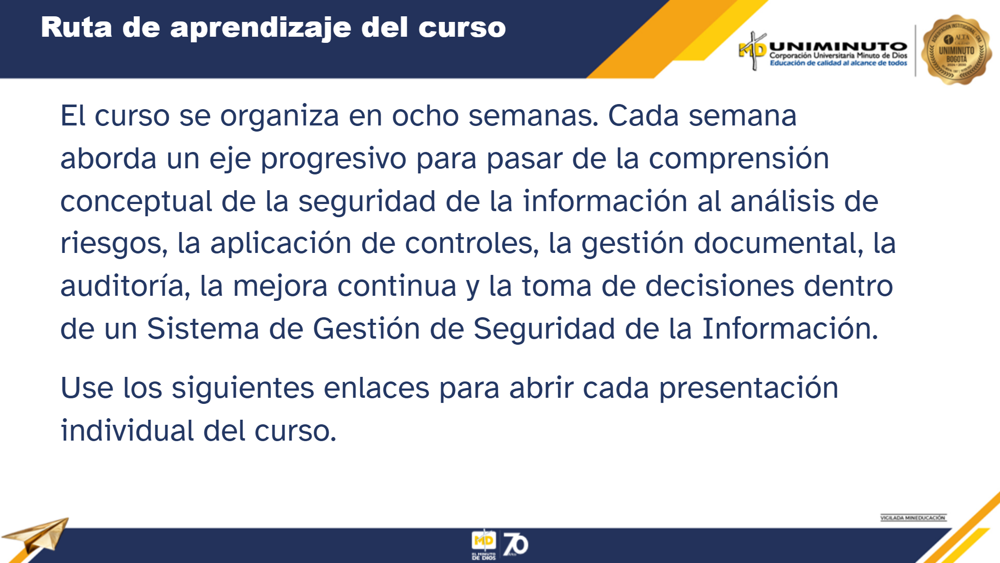 Ruta de aprendizaje del curso
UNIMINUTO
Corporación Universitaria Minuto de Dios
Educación de calidad al alcance de todos
ACREDITACIÓN INSTITUCIONAL
ALTA
CALIDAD
UNIMINUTO
BOGOTÁ
El curso se organiza en ocho semanas. Cada semana
aborda un eje progresivo para pasar de la comprensión
conceptual de la seguridad de la información al análisis de
riesgos, la aplicación de controles, la gestión documental, la
auditoría, la mejora continua y la toma de decisiones dentro
de un Sistema de Gestión de Seguridad de la Información.
Use los siguientes enlaces para abrir cada presentación
individual del curso.
VIGILADA MINEDUCACIÓN
MD
EL MINUTO
DE DIOS
70
Años